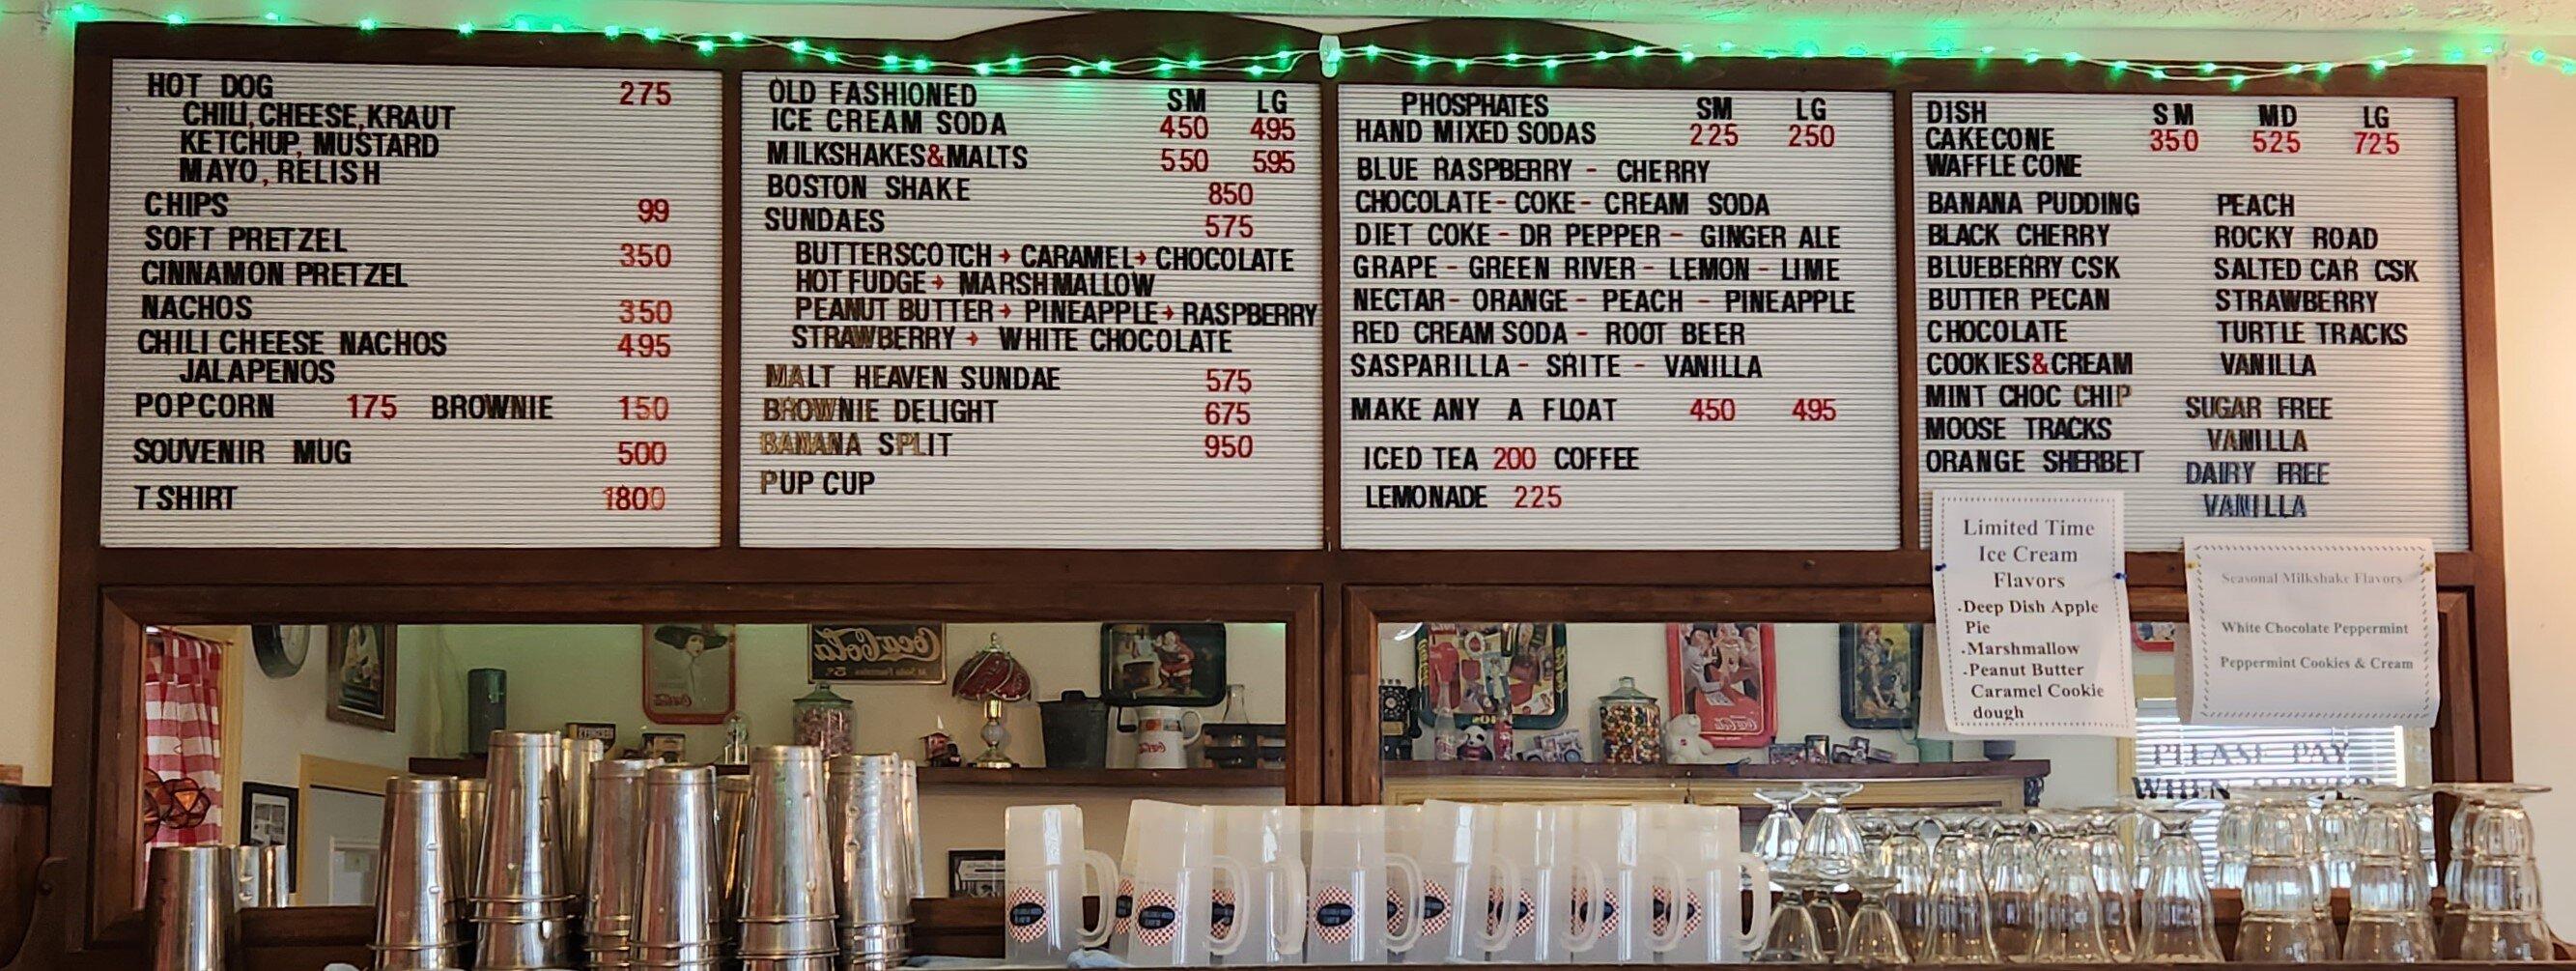 HOT DOG 275
CHILI, CHEESE, KRAUT
KETCHUP, MUSTARD
MAYO, RELISH
CHIPS 99
SOFT PRETZEL 350
CINNAMON PRETZEL
NACHOS 350
CHILI CHEESE NACHOS 495
JALAPENOS
POPCORN 175 BROWNIE 150
SOUVENIR MUG 500
T SHIRT 1800
OLD FASHIONED SM LG
ICE CREAM SODA 450 495
MILKSHAKES&MALTS 550 595
BOSTON SHAKE 850
SUNDAES 575
BUTTERSCOTCH + CARAMEL+ CHOCOLATE
HOT FUDGE + MARSHMALLOW
PEANUT BUTTER + PINEAPPLE + RASPBERRY
STRAWBERRY + WHITE CHOCOLATE
MALT HEAVEN SUNDAE 575
BROWNIE DELIGHT 675
BANANA SPLIT 950
PUP CUP
PHOSPHATES SM LG
HAND MIXED SODAS 225 250
BLUE RASPBERRY - CHERRY
CHOCOLATE - COKE - CREAM SODA
DIET COKE - DR PEPPER - GINGER ALE
GRAPE - GREEN RIVER - LEMON - LIME
NECTAR - ORANGE - PEACH - PINEAPPLE
RED CREAM SODA - ROOT BEER
SASPARILLA - SRITE - VANILLA
MAKE ANY A FLOAT 450 495
ICED TEA 200 COFFEE
LEMONADE 225
DISH SM MD LG
CAKECONE 350 525 725
WAFFLE CONE
BANANA PUDDING PEACH
BLACK CHERRY ROCKY ROAD
BLUEBERRY CSK SALTED CAR CSK
BUTTER PECAN STRAWBERRY
CHOCOLATE TURTLE TRACKS
COOKIES&CREAM VANILLA
MINT CHOC CHIP SUGAR FREE
MOOSE TRACKS VANILLA
ORANGE SHERBET DAIRY FREE
VANILLA
Limited Time
Ice Cream
Flavors
.Deep Dish Apple
Pie
.Marshmallow
.Peanut Butter
Caramel Cookie
dough
Seasonal Milkshake Flavors
White Chocolate Peppermint
Peppermint Cookies & Cream
Coca-Cola
PLEASE PAY
WHEN